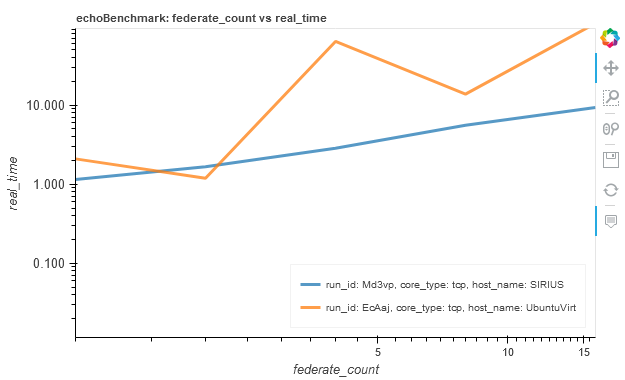 echoBenchmark: federate_count vs real_time
10.000
1.000
0.100
real_time
run_id: Md3vp, core_type: tcp, host_name: SIRIUS
run_id: EcAaj, core_type: tcp, host_name: UbuntuVirt
5
10
15
federate_count